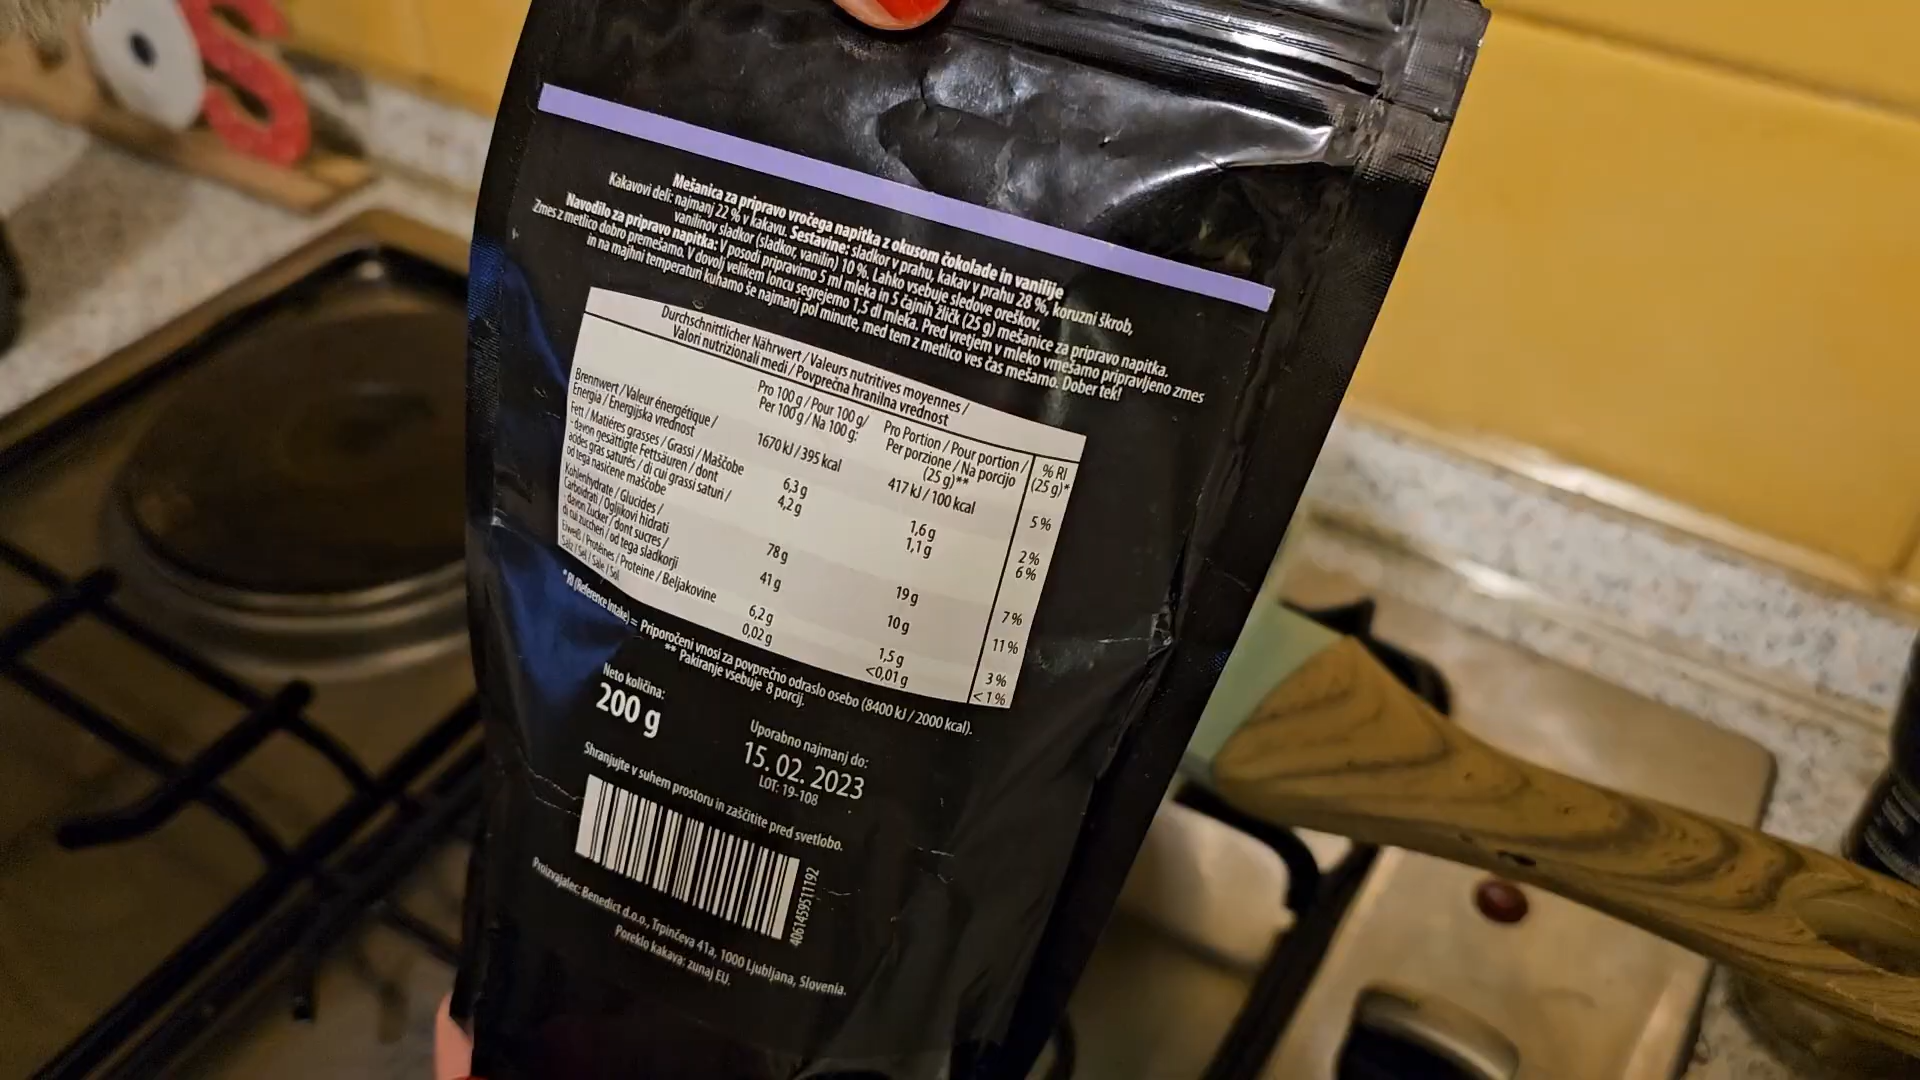 Mešanica za pripravo vročega napitka z okusom čokolade in vanilije
Kakavovi deli: najmanj 22 % v kakavu. Sestavine: sladkor v prahu, kakav v prahu 28 %, koruzni škrob,
vanilinov sladkor (sladkor, vanilin) 10 %. Lahko vsebuje sledove oreškov.
Navodilo za pripravo napitka: V posodi pripravimo 5 ml mleka in 5 čajnih žličk (25 g) mešanice za pripravo napitka.
Zmes z metlico dobro premešamo. V dovolj velikem loncu segrejemo 1,5 dl mleka. Pred vretjem v mleko vmešamo pripravljeno zmes
in na majhni temperaturi kuhamo še najmanj pol minute, med tem z metlico ves čas mešamo. Dober tek!
Durchschnittlicher Nährwert / Valeurs nutritives moyennes /
Valori nutrizionali medi / Povprečna hranilna vrednost
Pro 100 g / Pour 100 g /
Per 100 g / Na 100 g:
Pro Portion / Pour portion /
Per porzione / Na porcijo
(25 g)**
% RI
(25 g)*
Brennwert / Valeur énergétique /
Energia / Energijska vrednost
1670 kJ / 395 kcal
417 kJ / 100 kcal
5 %
Fett / Matières grasses / Grassi / Maščobe
6,3 g
1,6 g
2 %
- davon gesättigte Fettsäuren / dont
acides gras saturés / di cui grassi saturi /
od tega nasičene maščobe
4,2 g
1,1 g
6 %
Kohlenhydrate / Glucides /
Carboidrati / Ogljikovi hidrati
78 g
19 g
7 %
- davon Zucker / dont sucres /
di cui zuccheri / od tega sladkorji
41 g
10 g
11 %
Eiweiß / Protéines / Proteine / Beljakovine
6,2 g
1,5 g
3 %
Salz / Sel / Sale / Sol
0,02 g
<0,01 g
< 1 %
* RI (Reference Intake) = Priporočeni vnosi za povprečno odraslo osebo (8400 kJ / 2000 kcal).
** Pakiranje vsebuje 8 porcij.
Neto količina:
200 g
Uporabno najmanj do:
15. 02. 2023
LOT: 19-108
Shranjujte v suhem prostoru in zaščitite pred svetlobo.
4061459511192
Proizvajalec: Benedict d.o.o., Trpinčeva 41a, 1000 Ljubljana, Slovenia.
Poreklo kakava: zunaj EU.